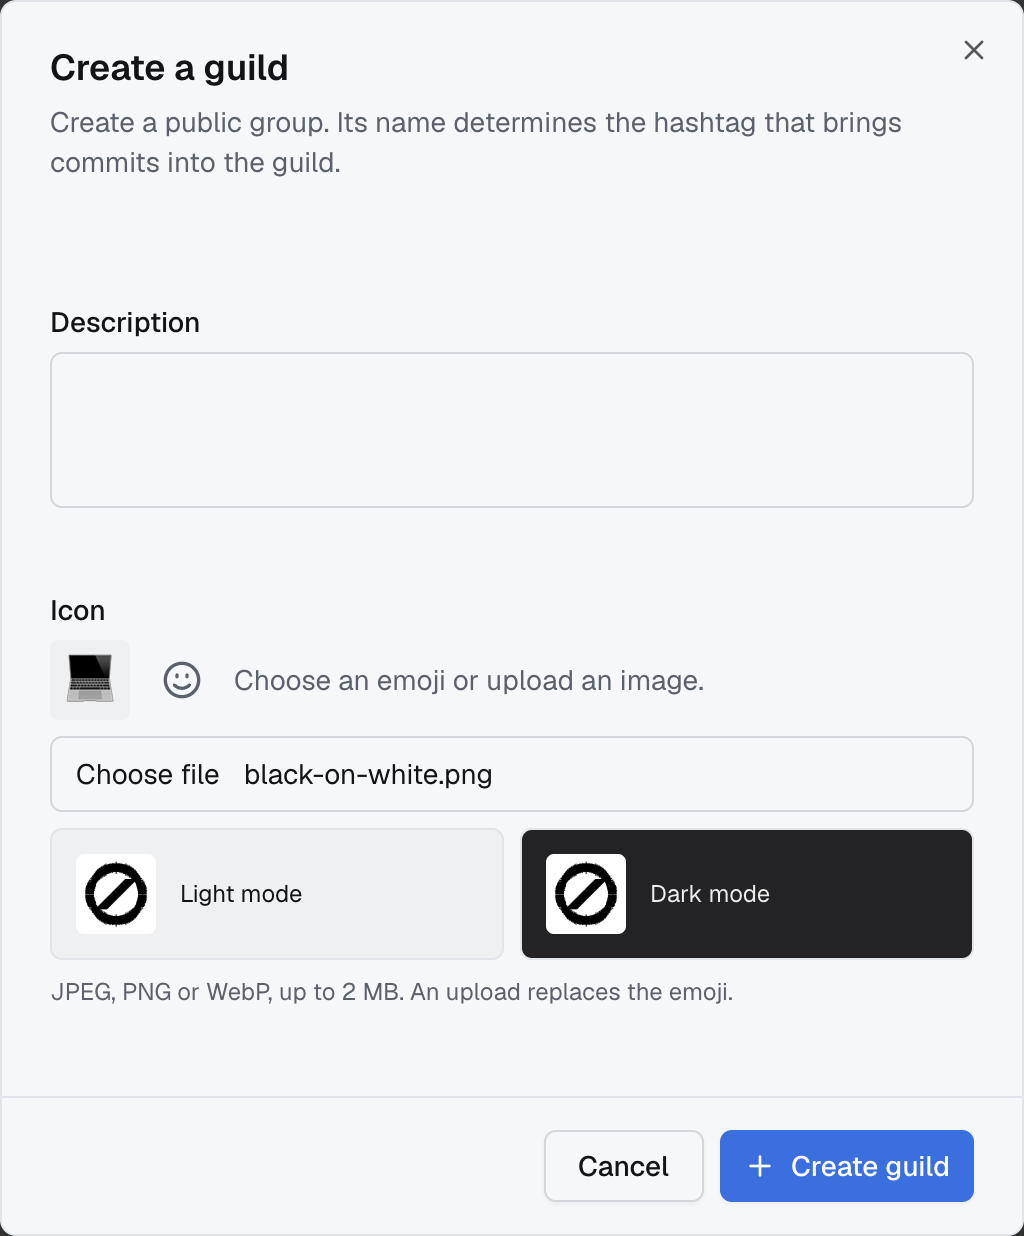 Create a guild
Create a public group. Its name determines the hashtag that brings
commits into the guild.
Description
Icon
Choose an emoji or upload an image.
Choose file black-on-white.png
Light mode
Dark mode
JPEG, PNG or WebP, up to 2 MB. An upload replaces the emoji.
Cancel
Create guild